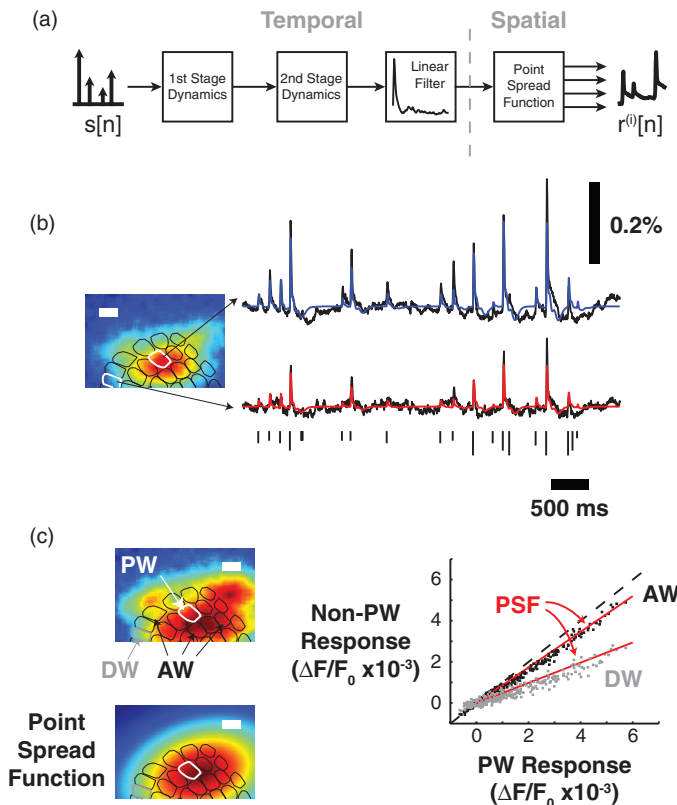 (a)
Temporal
Spatial
s[n]
1st Stage
Dynamics
2nd Stage
Dynamics
Linear
Filter
Point
Spread
Function
r(i)[n]
(b)
0.2%
500 ms
(c)
PW
DW
AW
Point
Spread
Function
Non-PW
Response
(ΔF/F0 x10-3)
6
4
2
0
PSF
AW
DW
0
2
4
6
PW Response
(ΔF/F0 x10-3)